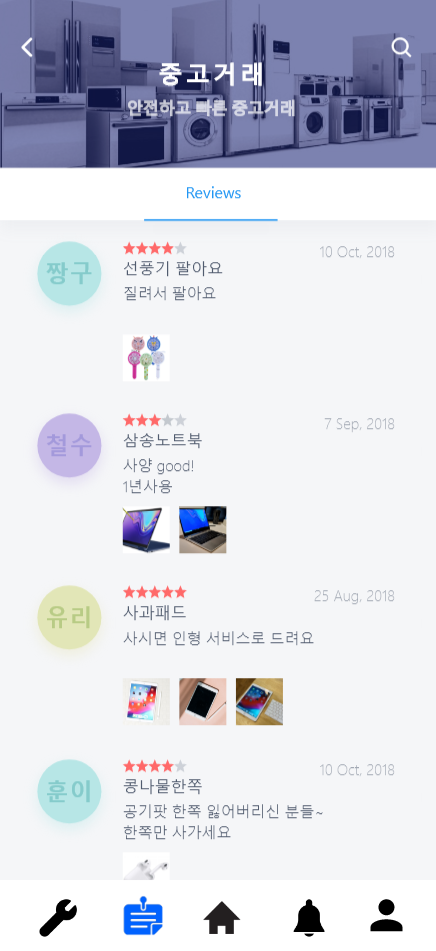 중고거래
안전하고 빠른 중고거래
Reviews
짱구
10 Oct, 2018
선풍기 팔아요
질려서 팔아요
철수
7 Sep, 2018
삼송노트북
사양 good!
1년사용
유리
25 Aug, 2018
사과패드
사시면 인형 서비스로 드려요
훈이
10 Oct, 2018
콩나물한쪽
공기팟 한쪽 잃어버리신 분들~
한쪽만 사가세요